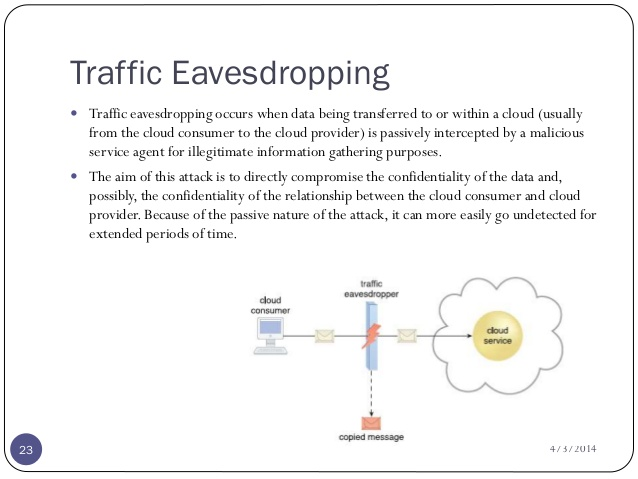 Traffic Eavesdropping
• Traffic eavesdropping occurs when data being transferred to or within a cloud (usually
from the cloud consumer to the cloud provider) is passively intercepted by a malicious
service agent for illegitimate information gathering purposes.
• The aim of this attack is to directly compromise the confidentiality of the data and,
possibly, the confidentiality of the relationship between the cloud consumer and cloud
provider. Because of the passive nature of the attack, it can more easily go undetected for
extended periods of time.
traffic
eavesdropper
cloud
consumer
cloud
service
copied message
23
4/3/2014